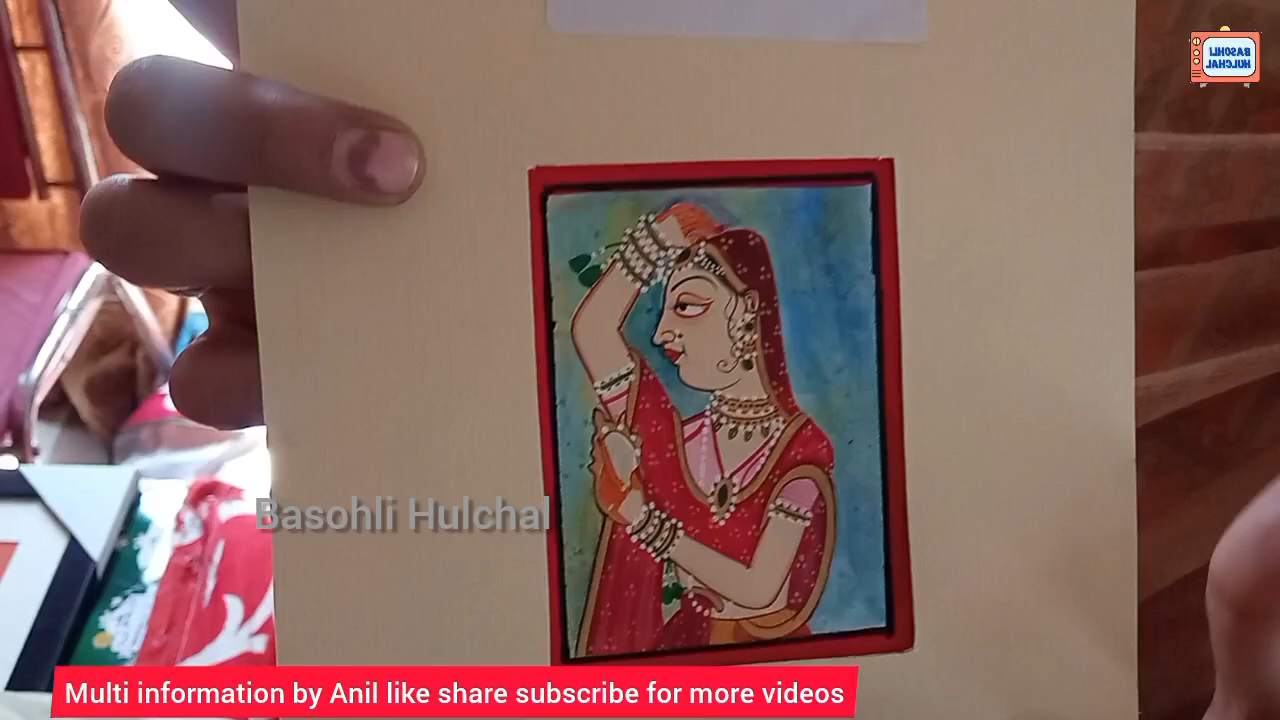 BASOHLI
HULCHAL
Basohli Hulchal
Multi information by Anil like share subscribe for more videos